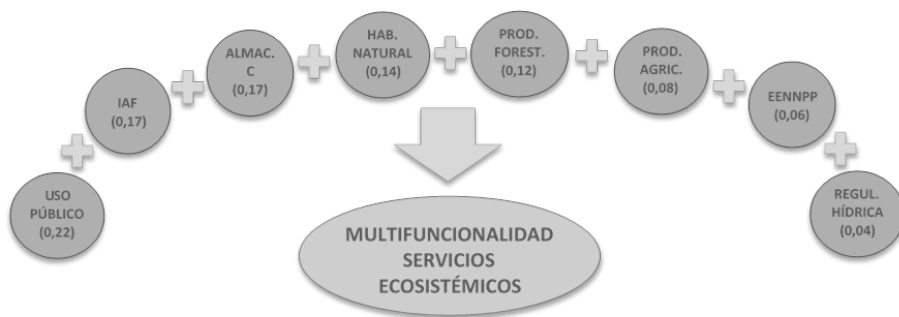 USO
PÚBLICO
(0,22)
IAF
(0,17)
ALMAC.
C
(0,17)
HAB.
NATURAL
(0,14)
PROD.
FOREST.
(0,12)
PROD.
AGRIC.
(0,08)
EENNPP
(0,06)
REGUL.
HÍDRICA
(0,04)
MULTIFUNCIONALIDAD
SERVICIOS
ECOSISTÉMICOS